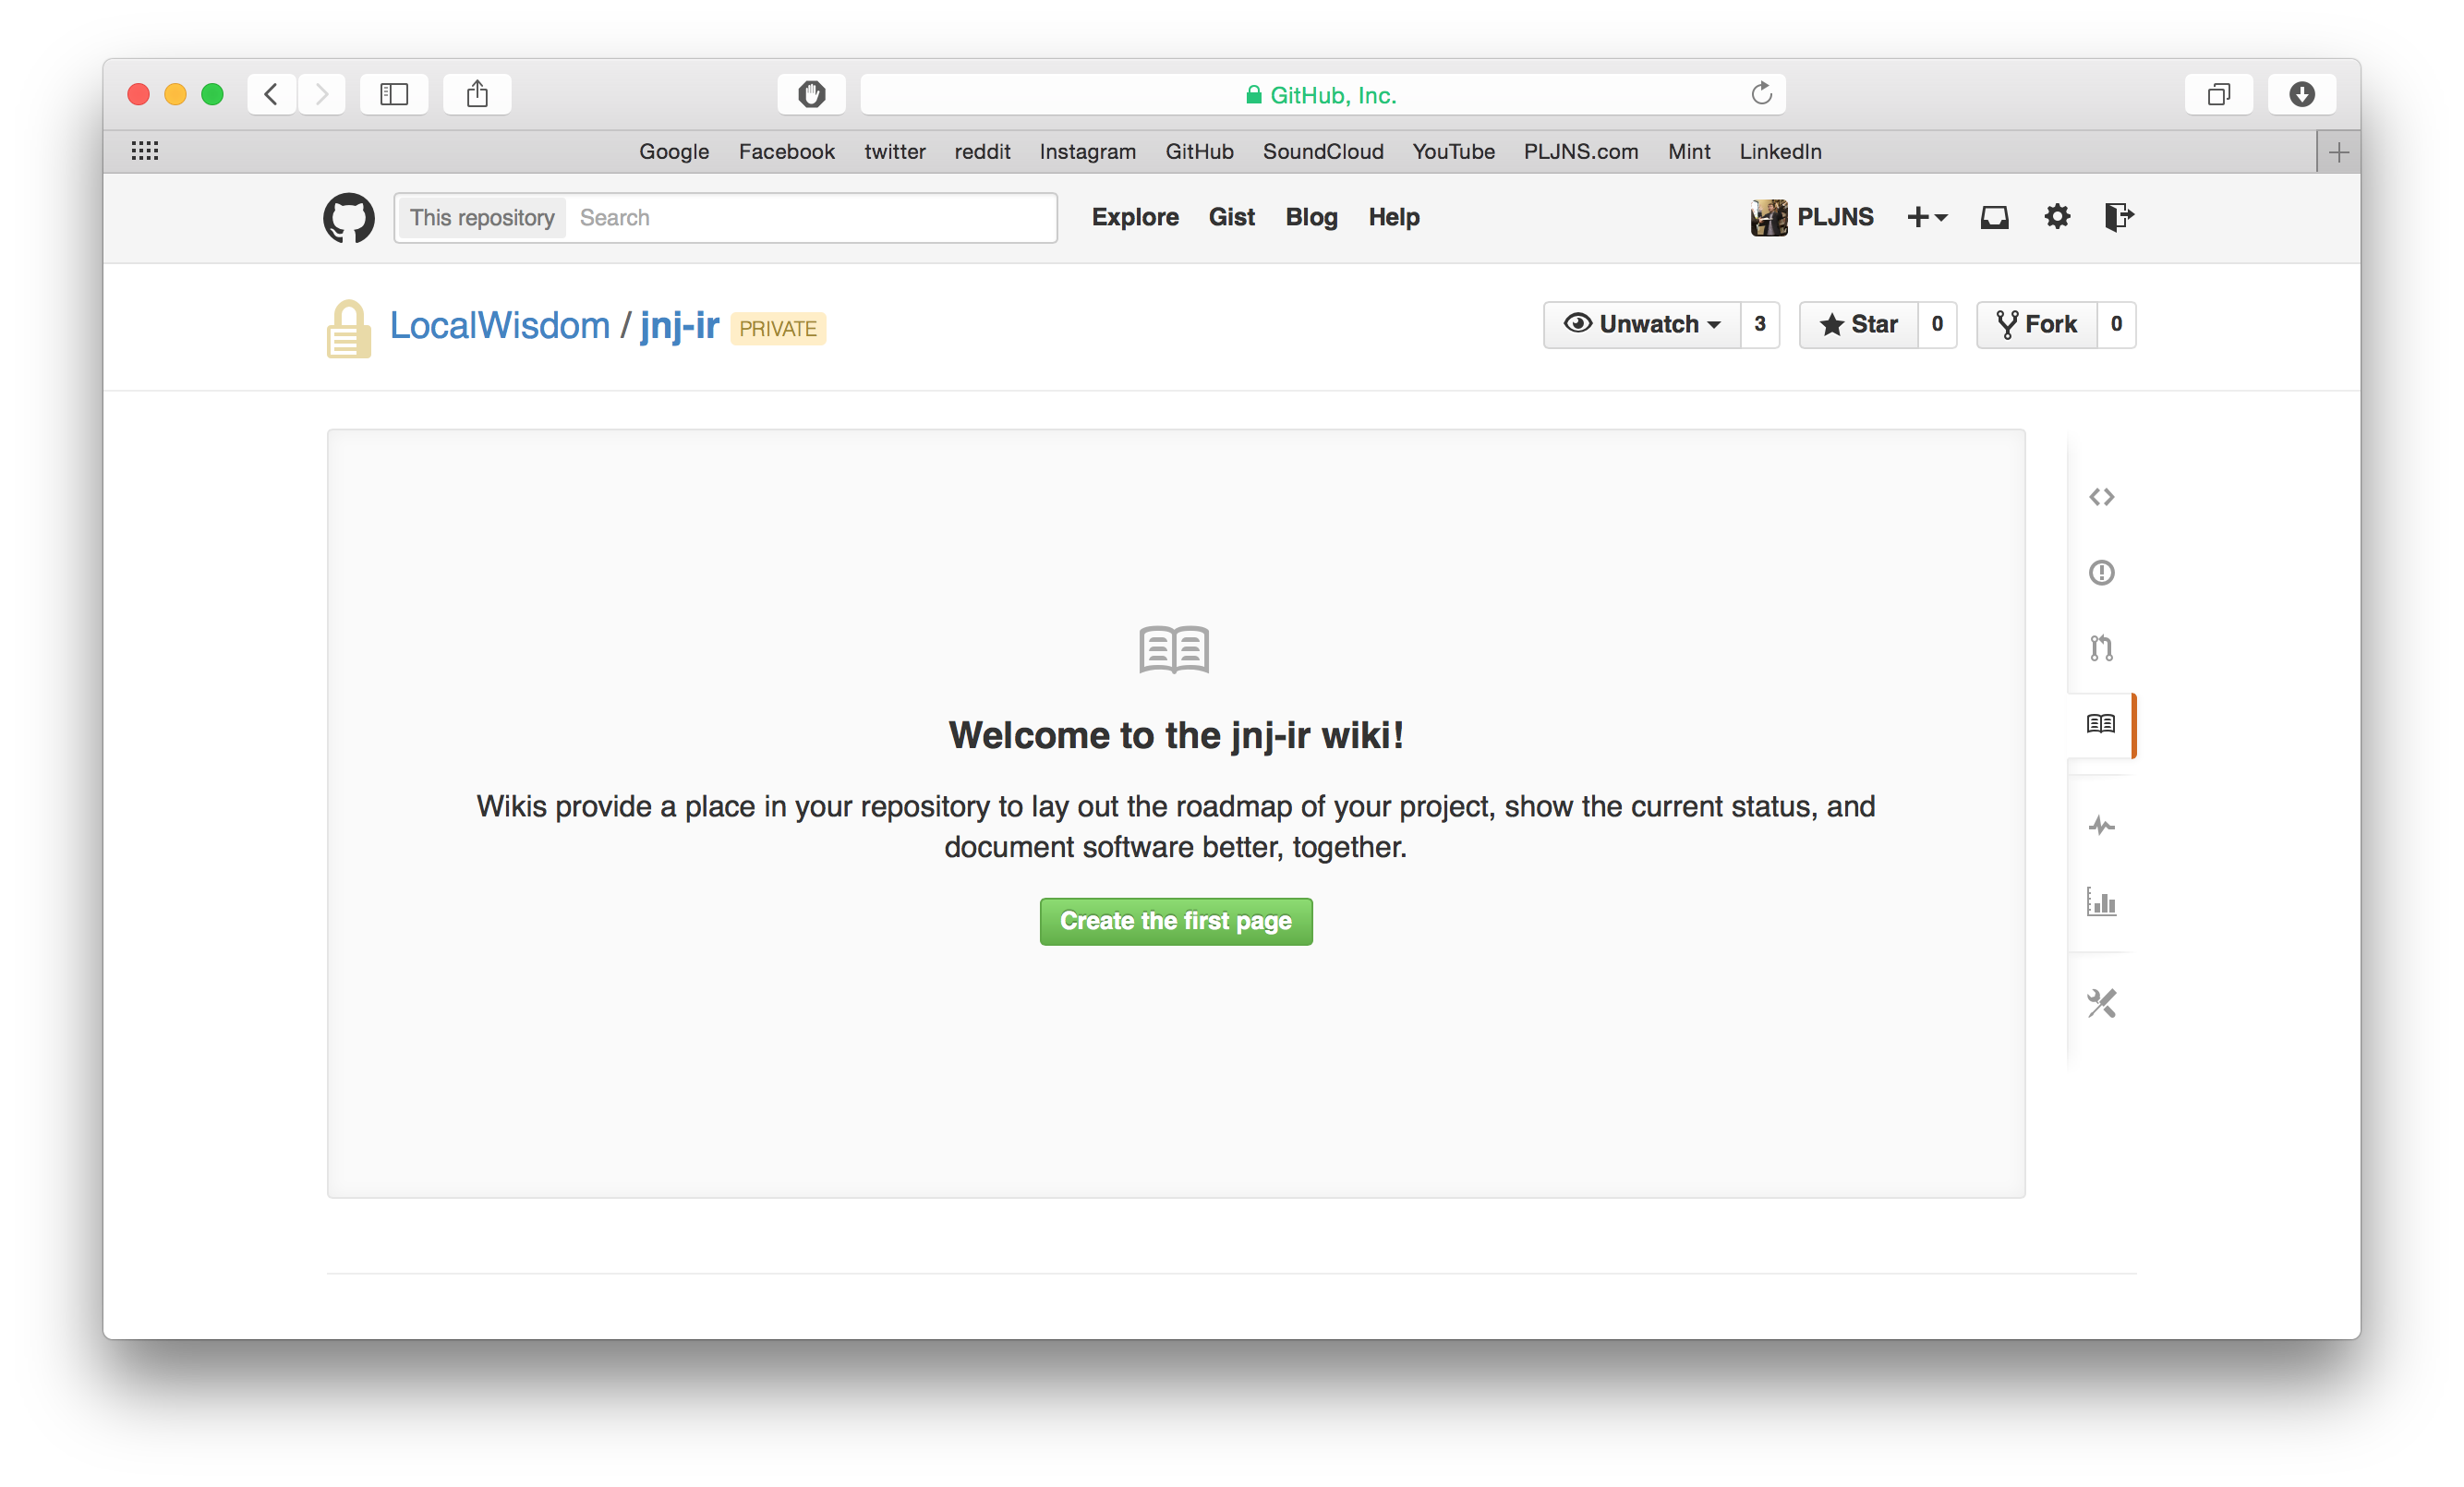 GitHub, Inc.
Google Facebook twitter reddit Instagram GitHub SoundCloud YouTube PLJNS.com Mint LinkedIn
This repository Search Explore Gist Blog Help PLJNS
LocalWisdom / jnj-ir PRIVATE Unwatch 3 Star 0 Fork 0
Welcome to the jnj-ir wiki!
Wikis provide a place in your repository to lay out the roadmap of your project, show the current status, and
document software better, together.
Create the first page